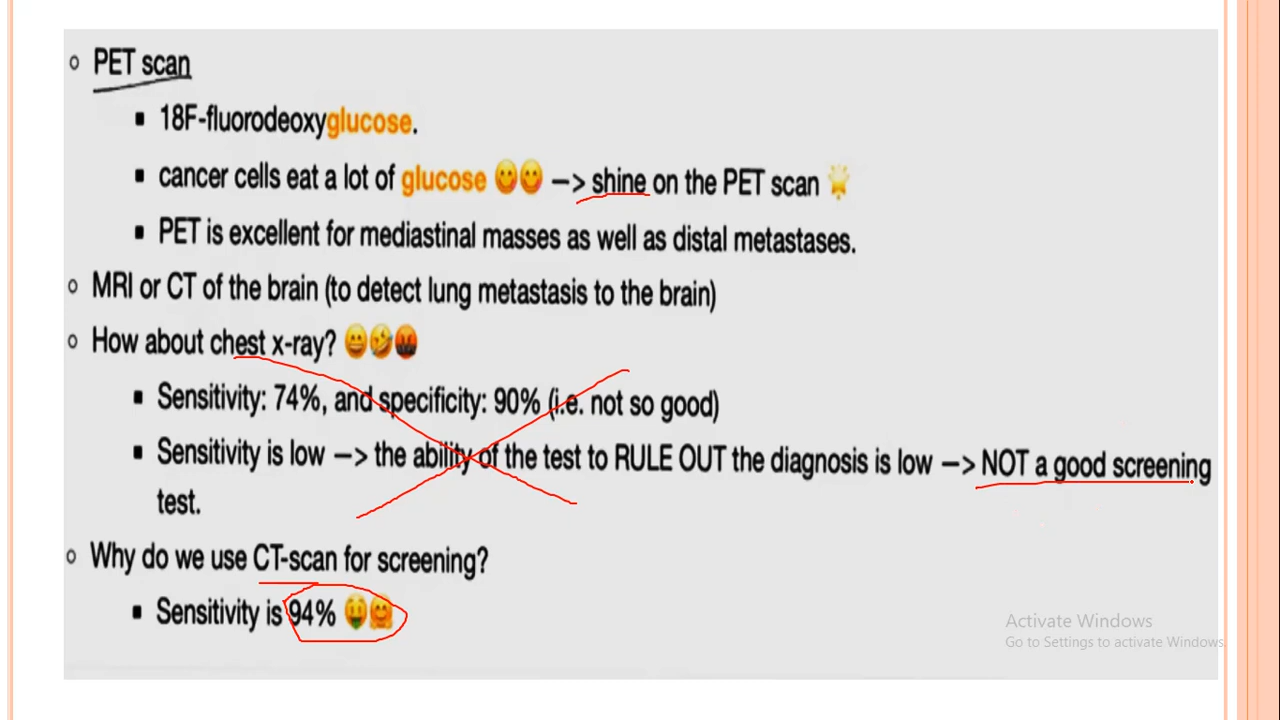 PET scan
18F-fluorodeoxyglucose.
cancer cells eat a lot of glucose 😋😋 —> shine on the PET scan 🌟
PET is excellent for mediastinal masses as well as distal metastases.
MRI or CT of the brain (to detect lung metastasis to the brain)
How about chest x-ray? 😄🤣🤬
Sensitivity: 74%, and specificity: 90% (i.e. not so good)
Sensitivity is low —> the ability of the test to RULE OUT the diagnosis is low —> NOT a good screening
test.
Why do we use CT-scan for screening?
Sensitivity is 94% 🤑🤗
Activate Windows
Go to Settings to activate Windows.